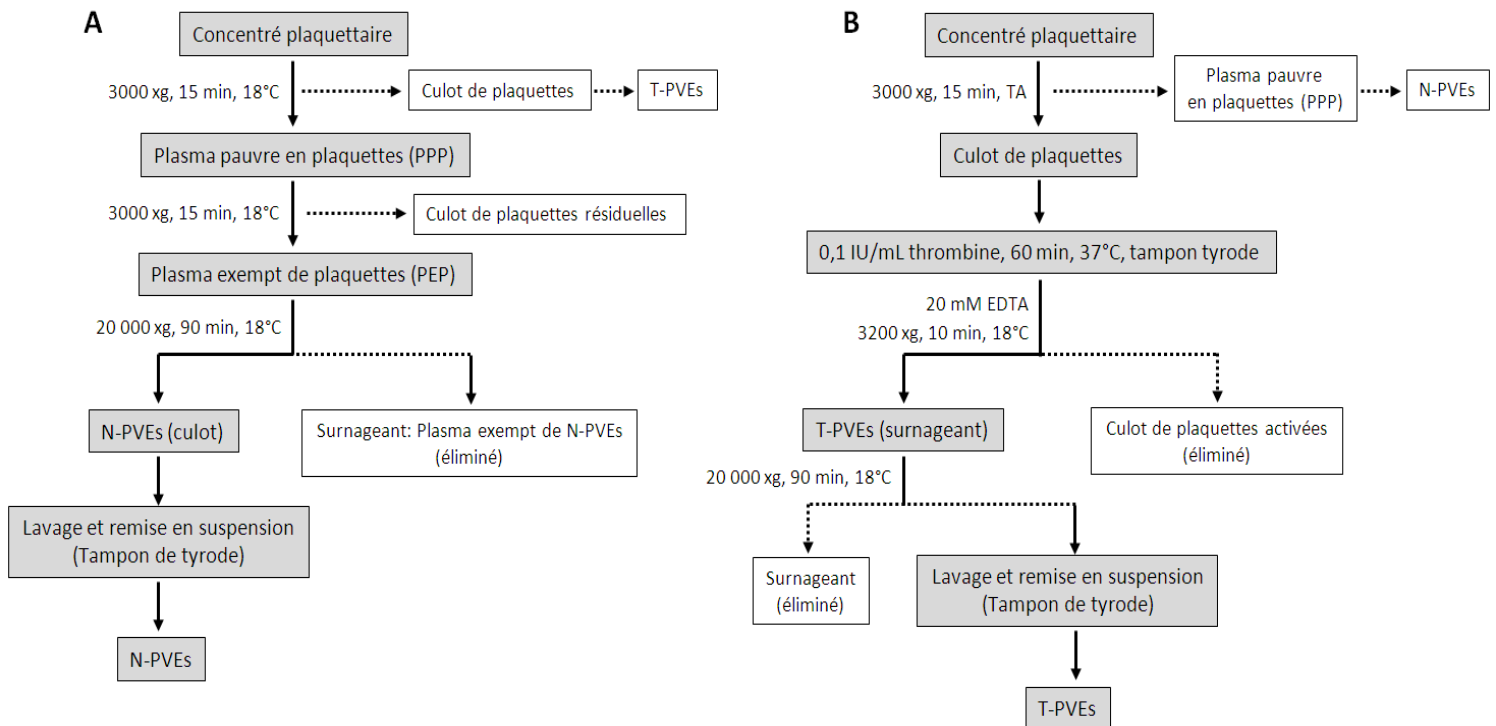 A
Concentré plaquettaire
3000 xg, 15 min, 18°C
Culot de plaquettes
T-PVEs
Plasma pauvre en plaquettes (PPP)
3000 xg, 15 min, 18°C
Culot de plaquettes résiduelles
Plasma exempt de plaquettes (PEP)
20 000 xg, 90 min, 18°C
N-PVEs (culot)
Surnageant: Plasma exempt de N-PVEs
(éliminé)
Lavage et remise en suspension
(Tampon de tyrode)
N-PVEs
B
Concentré plaquettaire
3000 xg, 15 min, TA
Plasma pauvre
en plaquettes (PPP)
N-PVEs
Culot de plaquettes
0,1 IU/mL thrombine, 60 min, 37°C, tampon tyrode
20 mM EDTA
3200 xg, 10 min, 18°C
T-PVEs (surnageant)
Culot de plaquettes activées
(éliminé)
20 000 xg, 90 min, 18°C
Surnageant
(éliminé)
Lavage et remise en suspension
(Tampon de tyrode)
T-PVEs